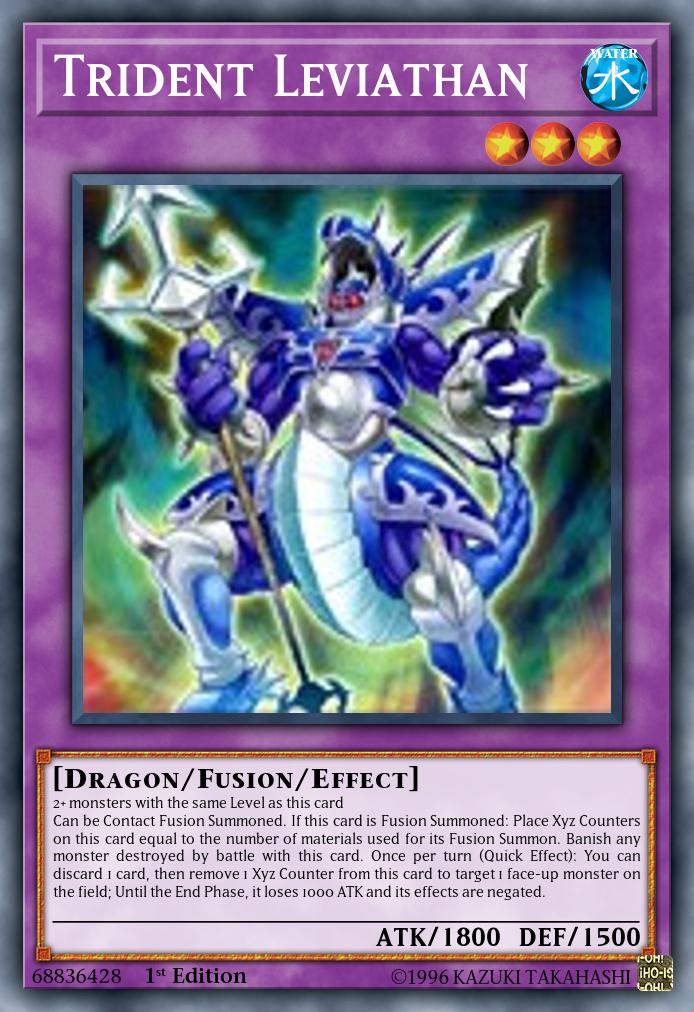 Trident Leviathan
WATER
水
[Dragon/Fusion/Effect]
2+ monsters with the same Level as this card
Can be Contact Fusion Summoned. If this card is Fusion Summoned: Place Xyz Counters
on this card equal to the number of materials used for its Fusion Summon. Banish any
monster destroyed by battle with this card. Once per turn (Quick Effect): You can
discard 1 card, then remove 1 Xyz Counter from this card to target 1 face-up monster on
the field; Until the End Phase, it loses 1000 ATK and its effects are negated.
ATK/1800 DEF/1500
68836428 1st Edition ©1996 KAZUKI TAKAHASHI